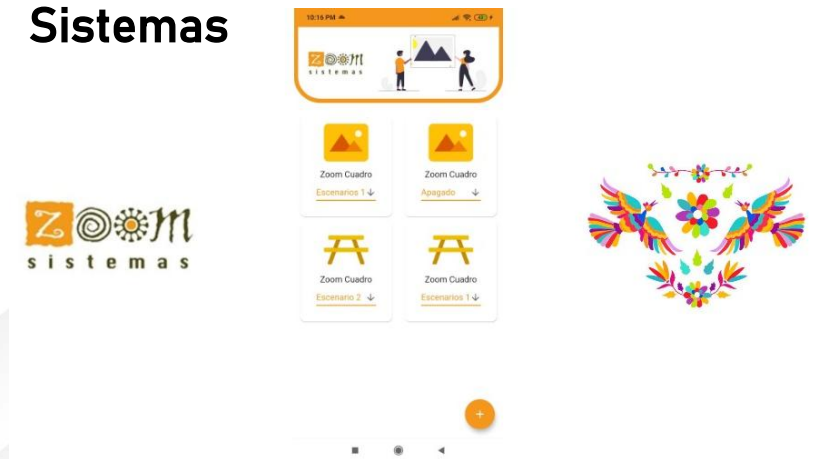 Sistemas
zoom
sistemas
10:16 PM
zoom
sistemas
Zoom Cuadro
Zoom Cuadro
Escenarios 1
Apagado
Zoom Cuadro
Zoom Cuadro
Escenario 2
Escenarios 1
+